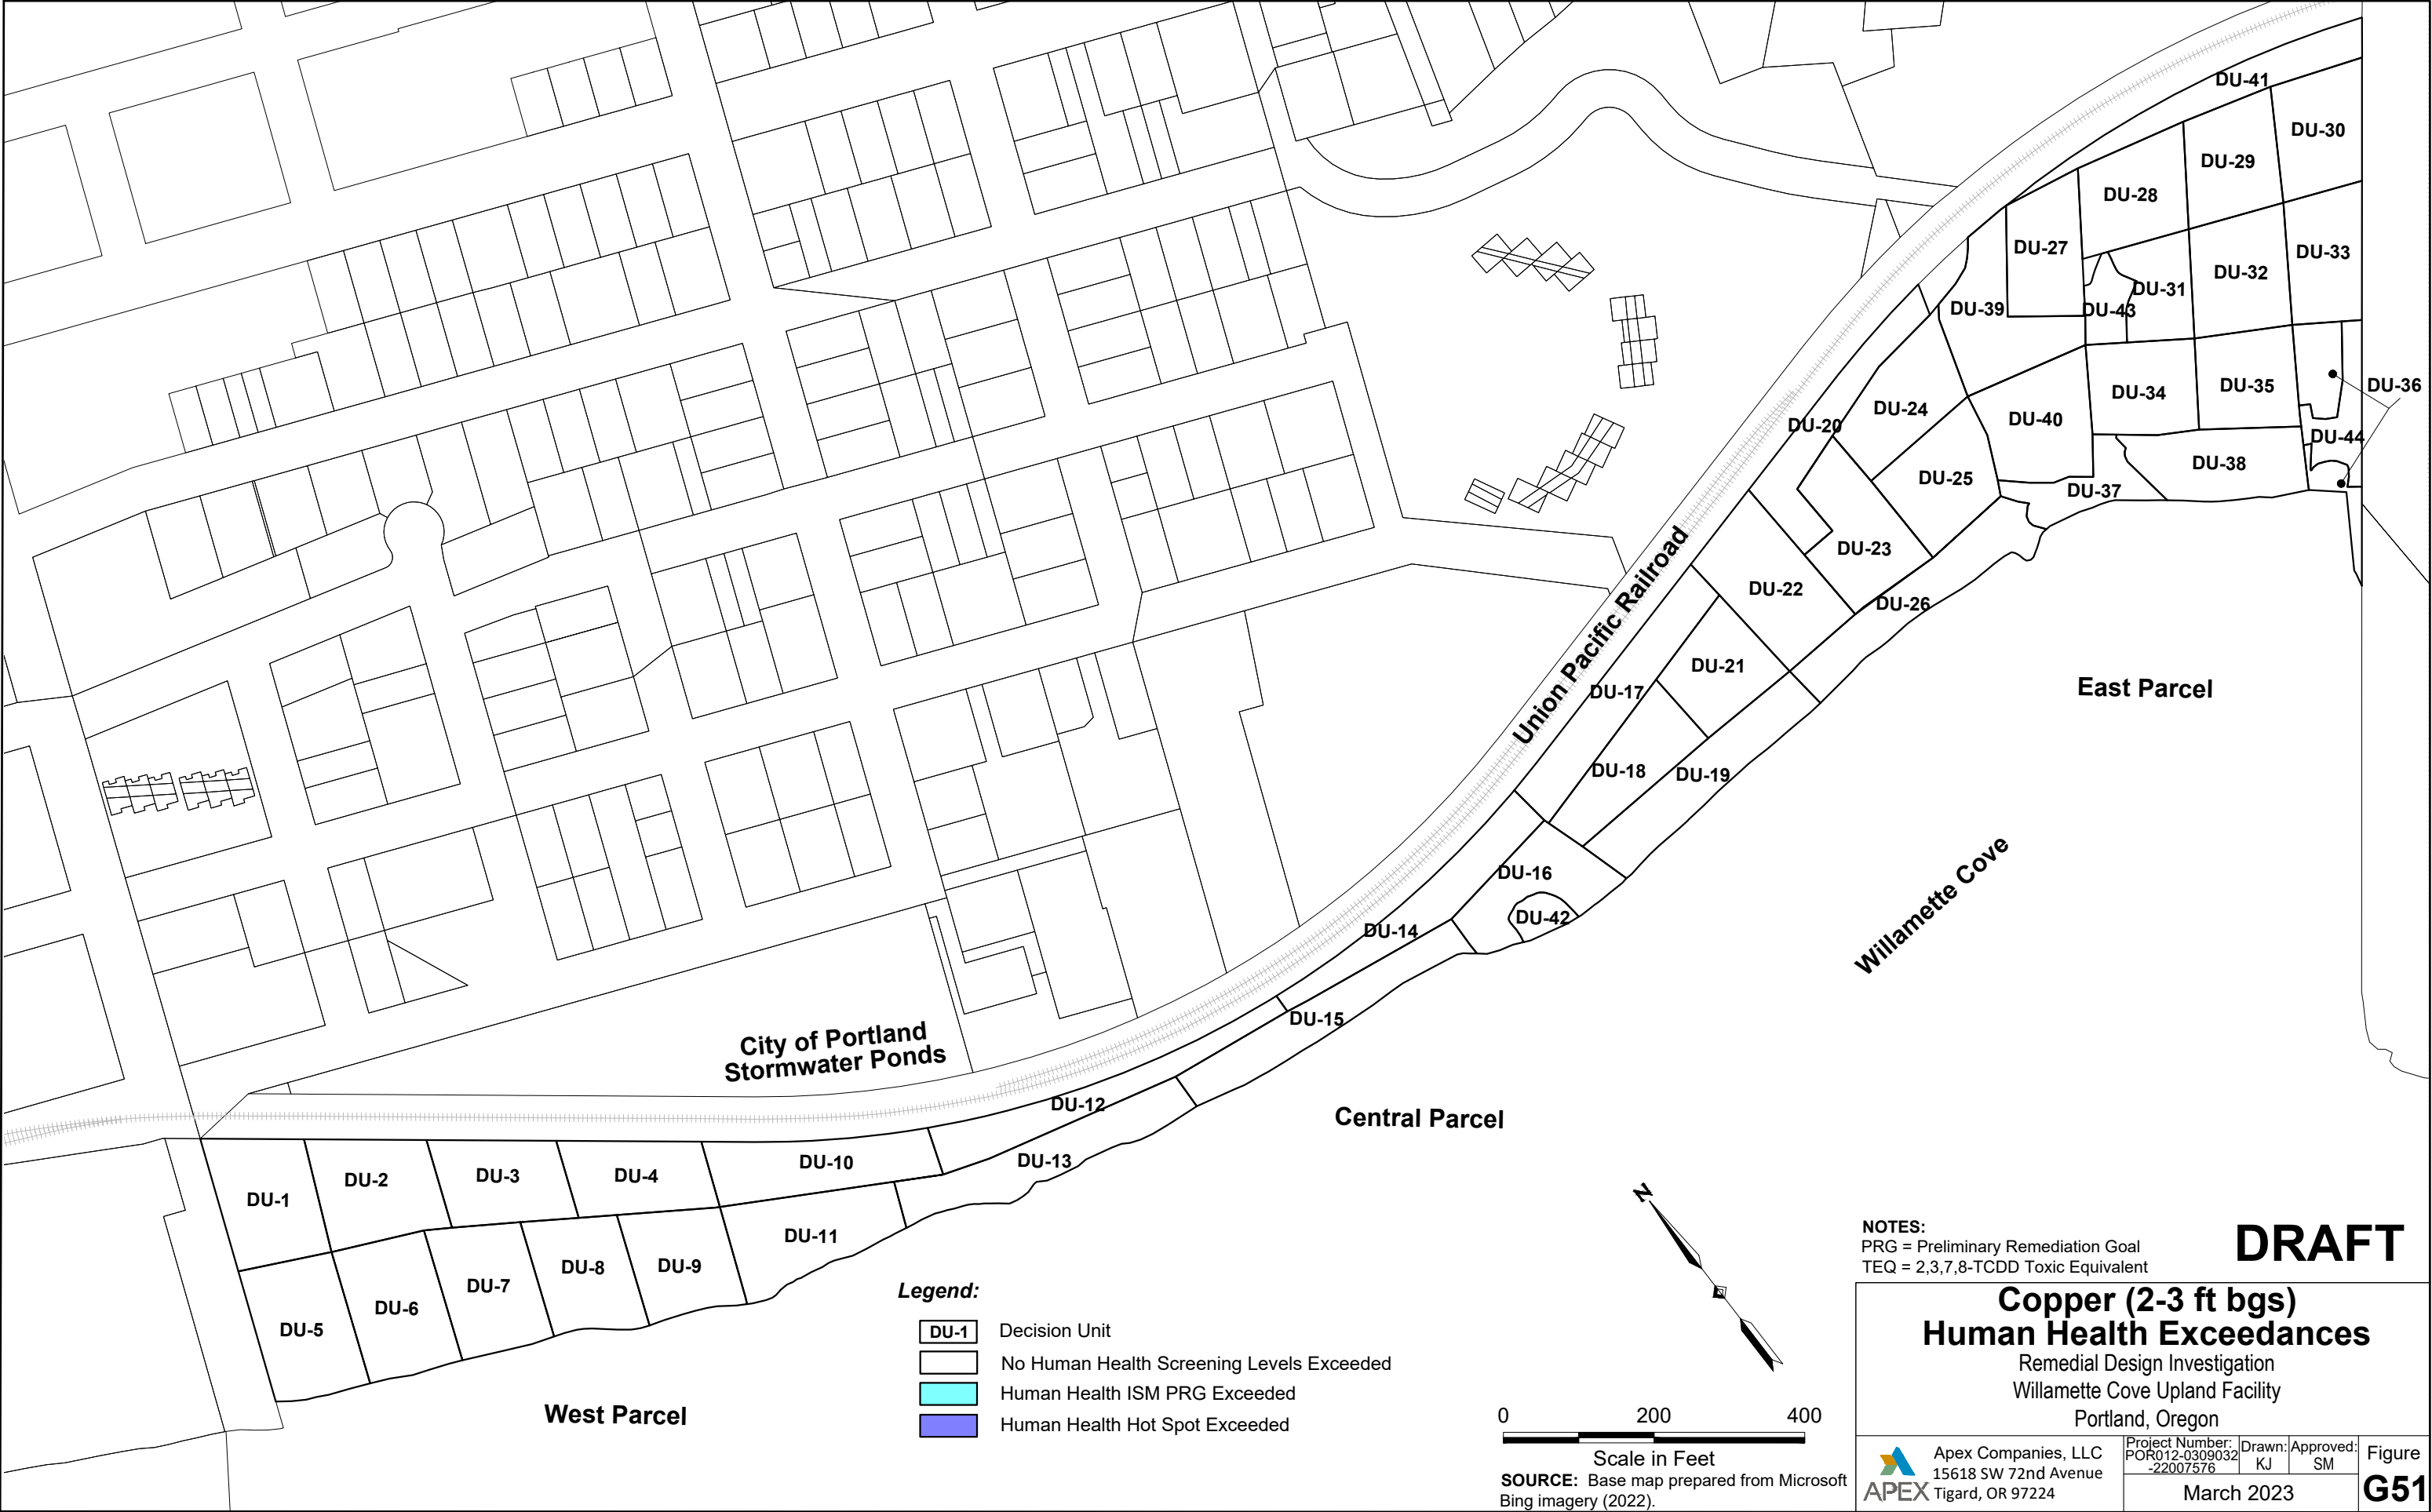 DU-41
DU-30
DU-29
DU-28
DU-27
DU-33
DU-32
DU-31
DU-39
DU-43
DU-36
DU-35
DU-34
DU-24
DU-40
DU-20
DU-44
DU-38
DU-25
DU-37
DU-23
DU-22
DU-26
Union Pacific Railroad
DU-21
DU-17
East Parcel
DU-18
DU-19
DU-16
DU-42
DU-14
Willamette Cove
DU-15
City of Portland
Stormwater Ponds
DU-12
Central Parcel
DU-13
DU-10
DU-4
DU-3
DU-2
DU-1
DU-11
DU-9
DU-8
DU-7
DU-6
DU-5
West Parcel
Legend:
DU-1 Decision Unit
No Human Health Screening Levels Exceeded
Human Health ISM PRG Exceeded
Human Health Hot Spot Exceeded
N
0 200 400
Scale in Feet
SOURCE: Base map prepared from Microsoft
Bing imagery (2022).
NOTES:
PRG = Preliminary Remediation Goal
TEQ = 2,3,7,8-TCDD Toxic Equivalent
DRAFT
Copper (2-3 ft bgs)
Human Health Exceedances
Remedial Design Investigation
Willamette Cove Upland Facility
Portland, Oregon
APEX
Apex Companies, LLC
15618 SW 72nd Avenue
Tigard, OR 97224
Project Number:
POR012-0309032
-22007576
Drawn:
KJ
Approved:
SM
March 2023
Figure
G51